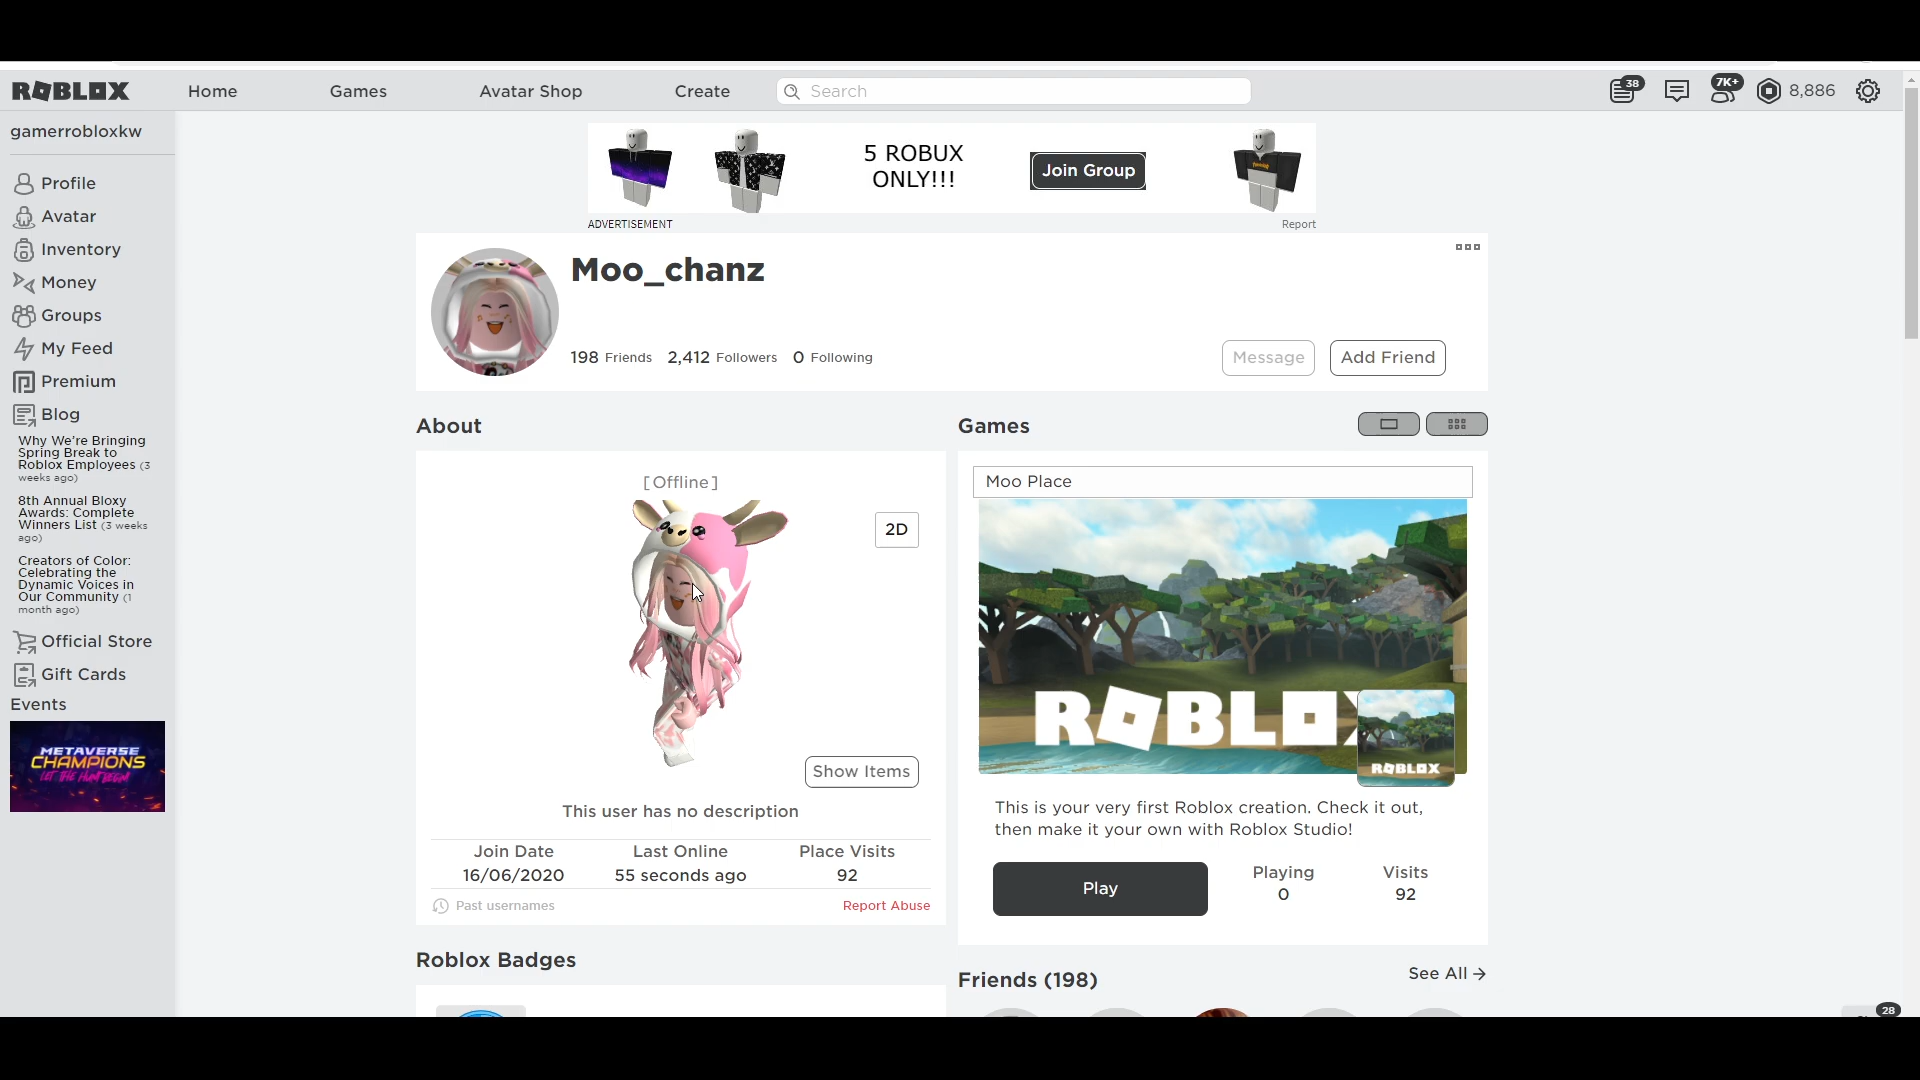 ROBLOX
Home
Games
Avatar Shop
Create
Search
38
7K+
8,886
gamerrobloxkw
Profile
Avatar
Inventory
Money
Groups
My Feed
Premium
Blog
Why We're Bringing
Spring Break to
Roblox Employees (3
weeks ago)
8th Annual Bloxy
Awards: Complete
Winners List (3 weeks
ago)
Creators of Color:
Celebrating the
Dynamic Voices in
Our Community (1
month ago)
Official Store
Gift Cards
Events
METAVERSE
CHAMPIONS
LET THE HUNT BEGIN
5 ROBUX
ONLY!!!
Join Group
ADVERTISEMENT
Report
Moo_chanz
198 Friends 2,412 Followers 0 Following
Message
Add Friend
About
[Offline]
2D
Show Items
This user has no description
Join Date
16/06/2020
Last Online
55 seconds ago
Place Visits
92
Past usernames
Report Abuse
Roblox Badges
Games
Moo Place
ROBLOX
ROBLOX
This is your very first Roblox creation. Check it out,
then make it your own with Roblox Studio!
Play
Playing
0
Visits
92
Friends (198)
See All →
28